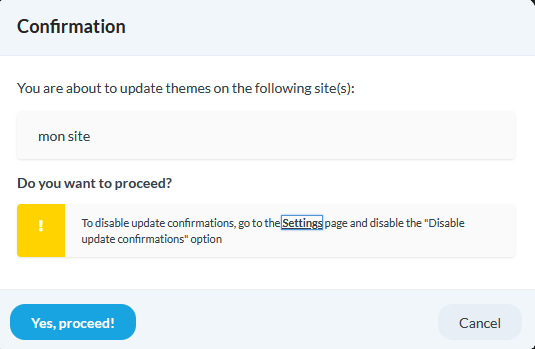 Confirmation
You are about to update themes on the following site(s):
mon site
Do you want to proceed?
!
To disable update confirmations, go to the Settings page and disable the "Disable
update confirmations" option
Yes, proceed!
Cancel